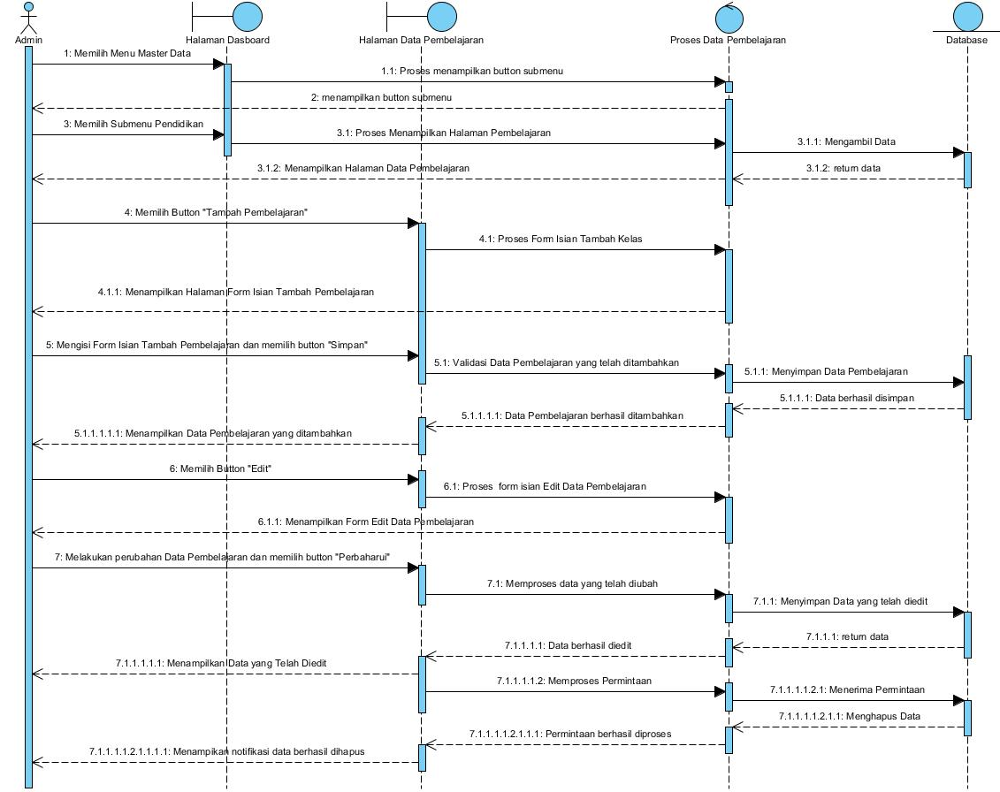 Admin
Halaman Dasboard
Halaman Data Pembelajaran
Proses Data Pembelajaran
Database
1: Memilih Menu Master Data
1.1: Proses menampilkan button submenu
2: menampilkan button submenu
3: Memilih Submenu Pendidikan
3.1: Proses Menampilkan Halaman Pembelajaran
3.1.1: Mengambil Data
3.1.2: Menampilkan Halaman Data Pembelajaran
3.1.2: return data
4: Memilih Button "Tambah Pembelajaran"
4.1: Proses Form Isian Tambah Kelas
4.1.1: Menampilkan Halaman Form Isian Tambah Pembelajaran
5: Mengisi Form Isian Tambah Pembelajaran dan memilih button "Simpan"
5.1: Validasi Data Pembelajaran yang telah ditambahkan
5.1.1: Menyimpan Data Pembelajaran
5.1.1.1: Data berhasil disimpan
5.1.1.1.1: Data Pembelajaran berhasil ditambahkan
5.1.1.1.1.1: Menampilkan Data Pembelajaran yang ditambahkan
6: Memilih Button "Edit"
6.1: Proses form isian Edit Data Pembelajaran
6.1.1: Menampilkan Form Edit Data Pembelajaran
7: Melakukan perubahan Data Pembelajaran dan memilih button "Perbaharui"
7.1: Memproses data yang telah diubah
7.1.1: Menyimpan Data yang telah diedit
7.1.1.1: return data
7.1.1.1.1: Data berhasil diedit
7.1.1.1.1.1: Menampilkan Data yang Telah Diedit
7.1.1.1.1.2: Memproses Permintaan
7.1.1.1.1.2.1: Menerima Permintaan
7.1.1.1.1.2.1.1: Menghapus Data
7.1.1.1.1.2.1.1.1: Permintaan berhasil diproses
7.1.1.1.1.2.1.1.1.1: Menampikan notifikasi data berhasil dihapus